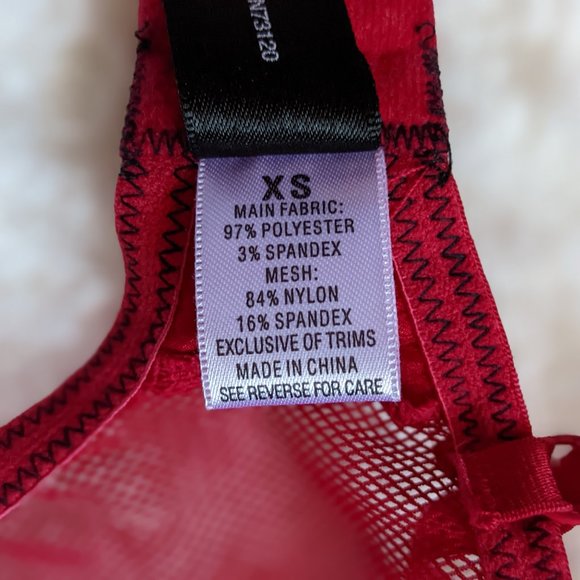 N73120
XS
MAIN FABRIC:
97% POLYESTER
3% SPANDEX
MESH:
84% NYLON
16% SPANDEX
EXCLUSIVE OF TRIMS
MADE IN CHINA
SEE REVERSE FOR CARE